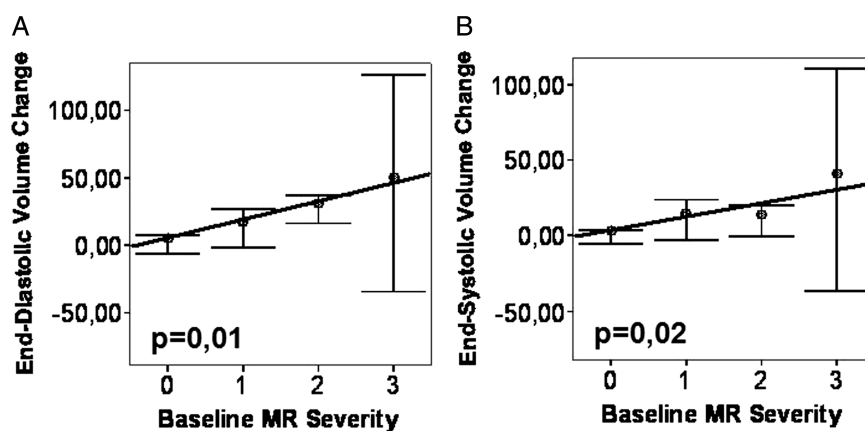 A
End-Diastolic Volume Change
100,00
50,00
0,00
-50,00
p=0,01
0 1 2 3
Baseline MR Severity
B
End-Systolic Volume Change
100,00
50,00
0,00
-50,00
p=0,02
0 1 2 3
Baseline MR Severity